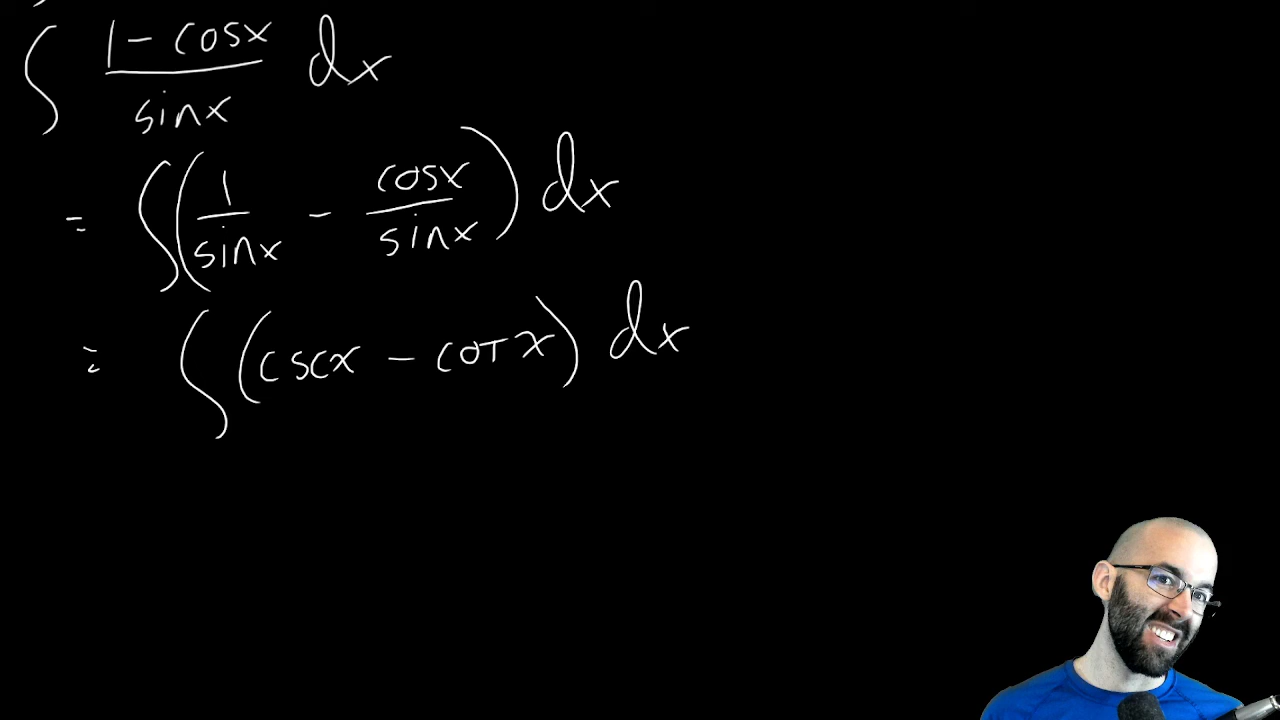 ∫ (1 - cosx)/(sinx) dx
= ∫(1/(sinx) - (cosx)/(sinx)) dx
= ∫(cscx - cotx) dx